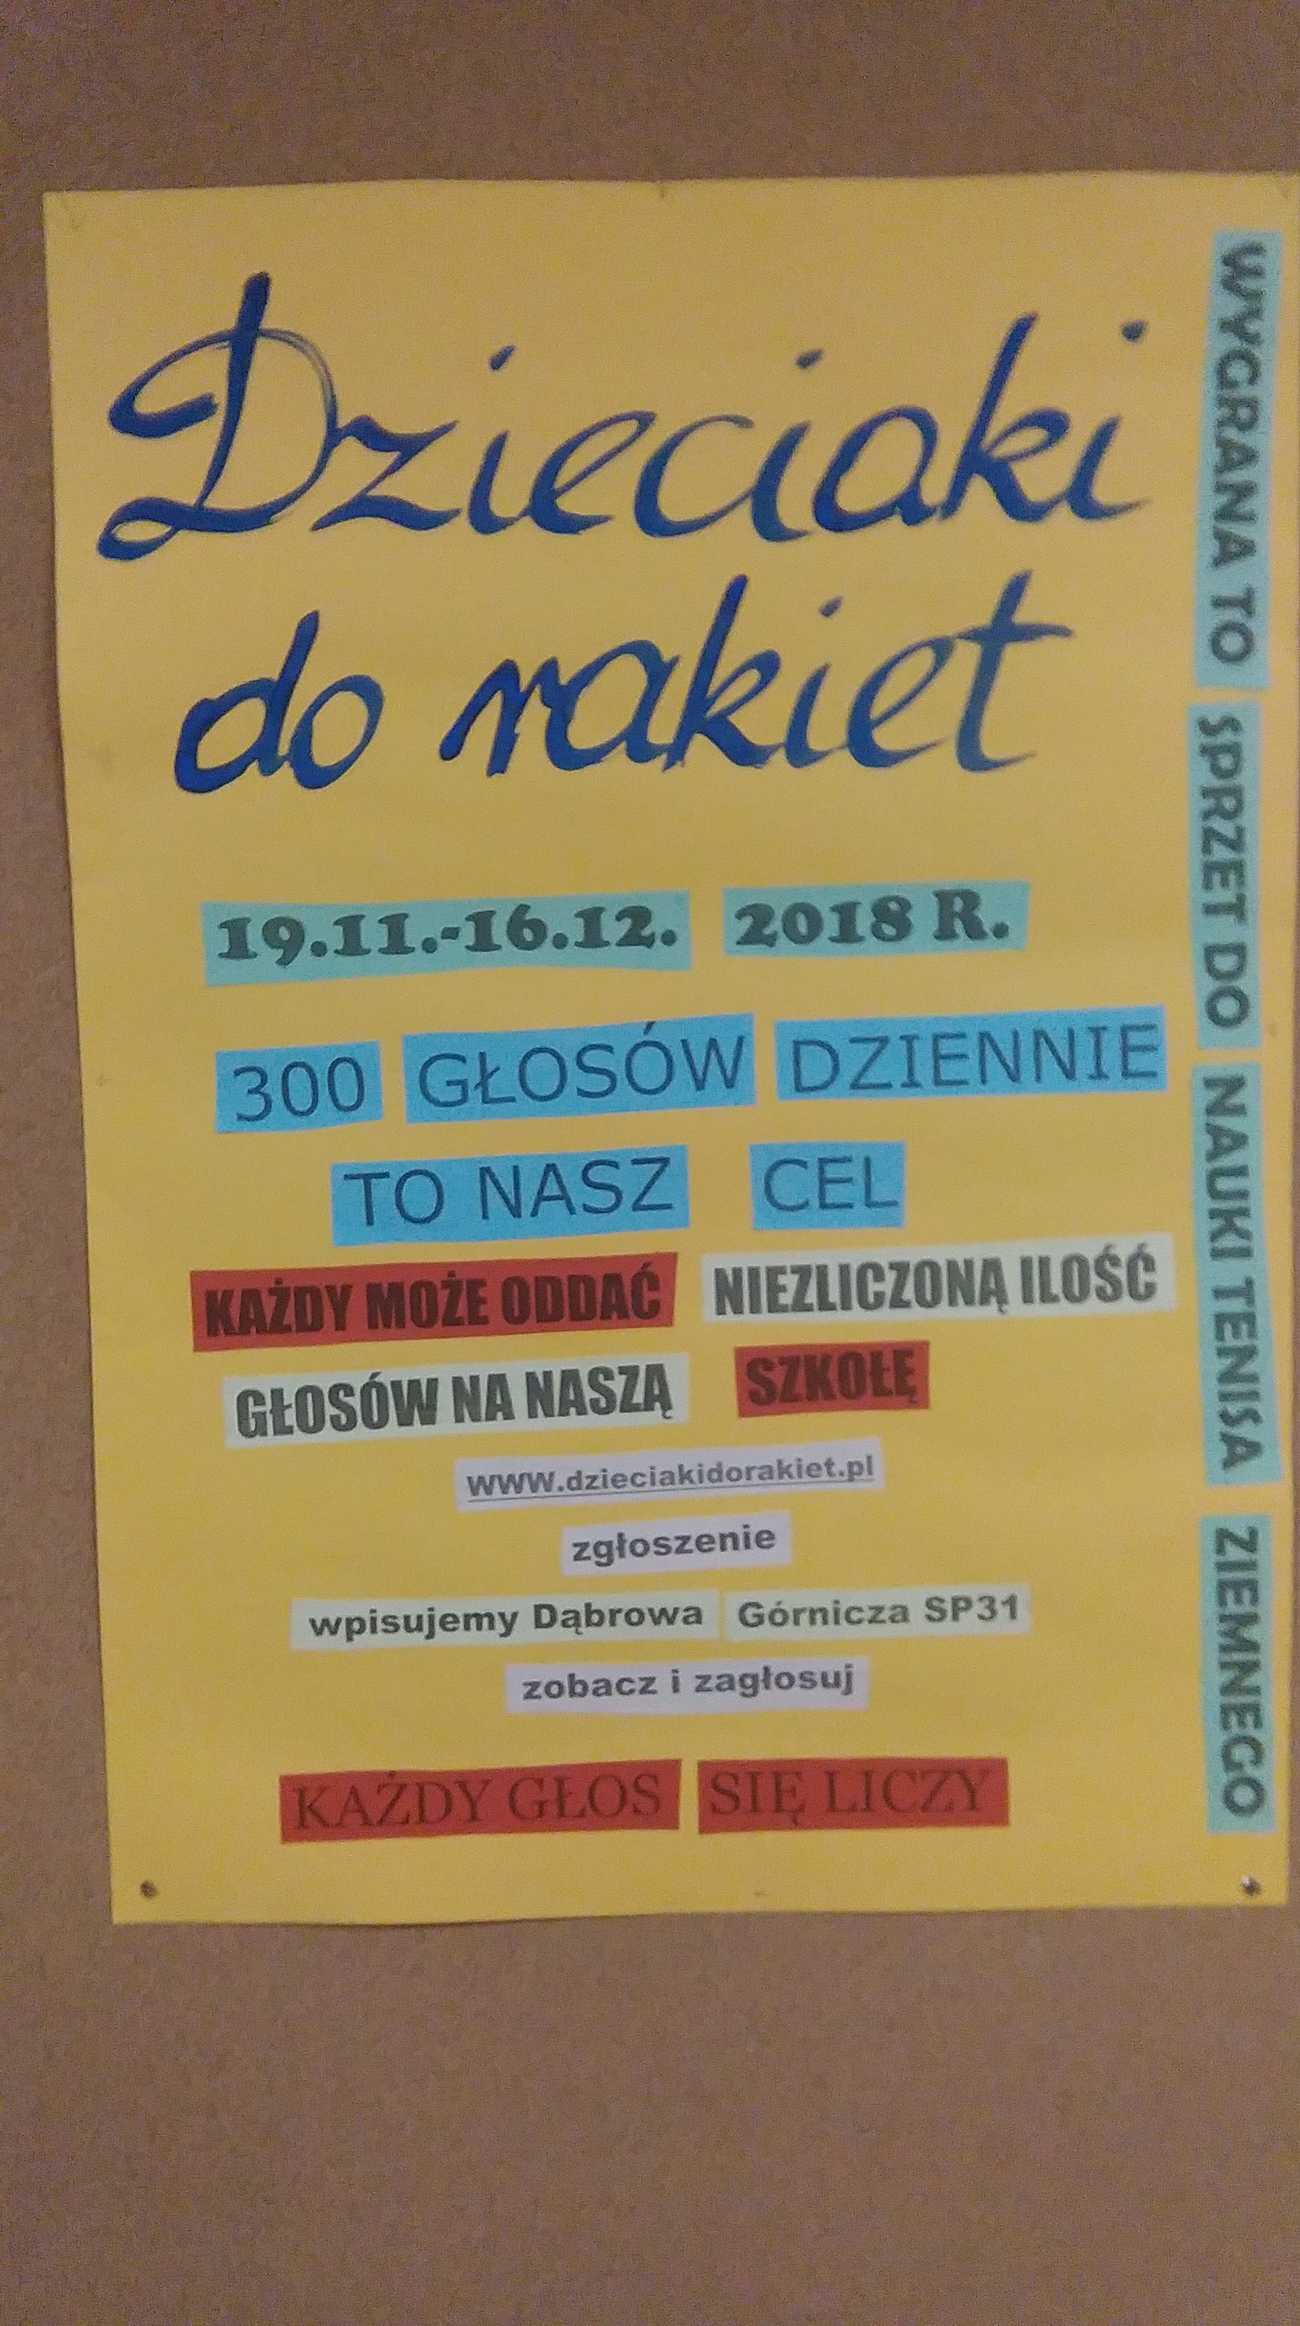 Dzieciaki
do rakiet
19.11.-16.12. 2018 R.
300 GŁOSÓW DZIENNIE
TO NASZ CEL
KAŻDY MOŻE ODDAĆ NIEZLICZONĄ ILOŚĆ
GŁOSÓW NA NASZĄ SZKOŁĘ
www.dzieciakidorakiet.pl
zgłoszenie
wpisujemy Dąbrowa Górnicza SP31
zobacz i zagłosuj
KAŻDY GŁOS SIĘ LICZY
WYGRANA TO SPRZET DO NAUKI TENISA ZIEMNEGO